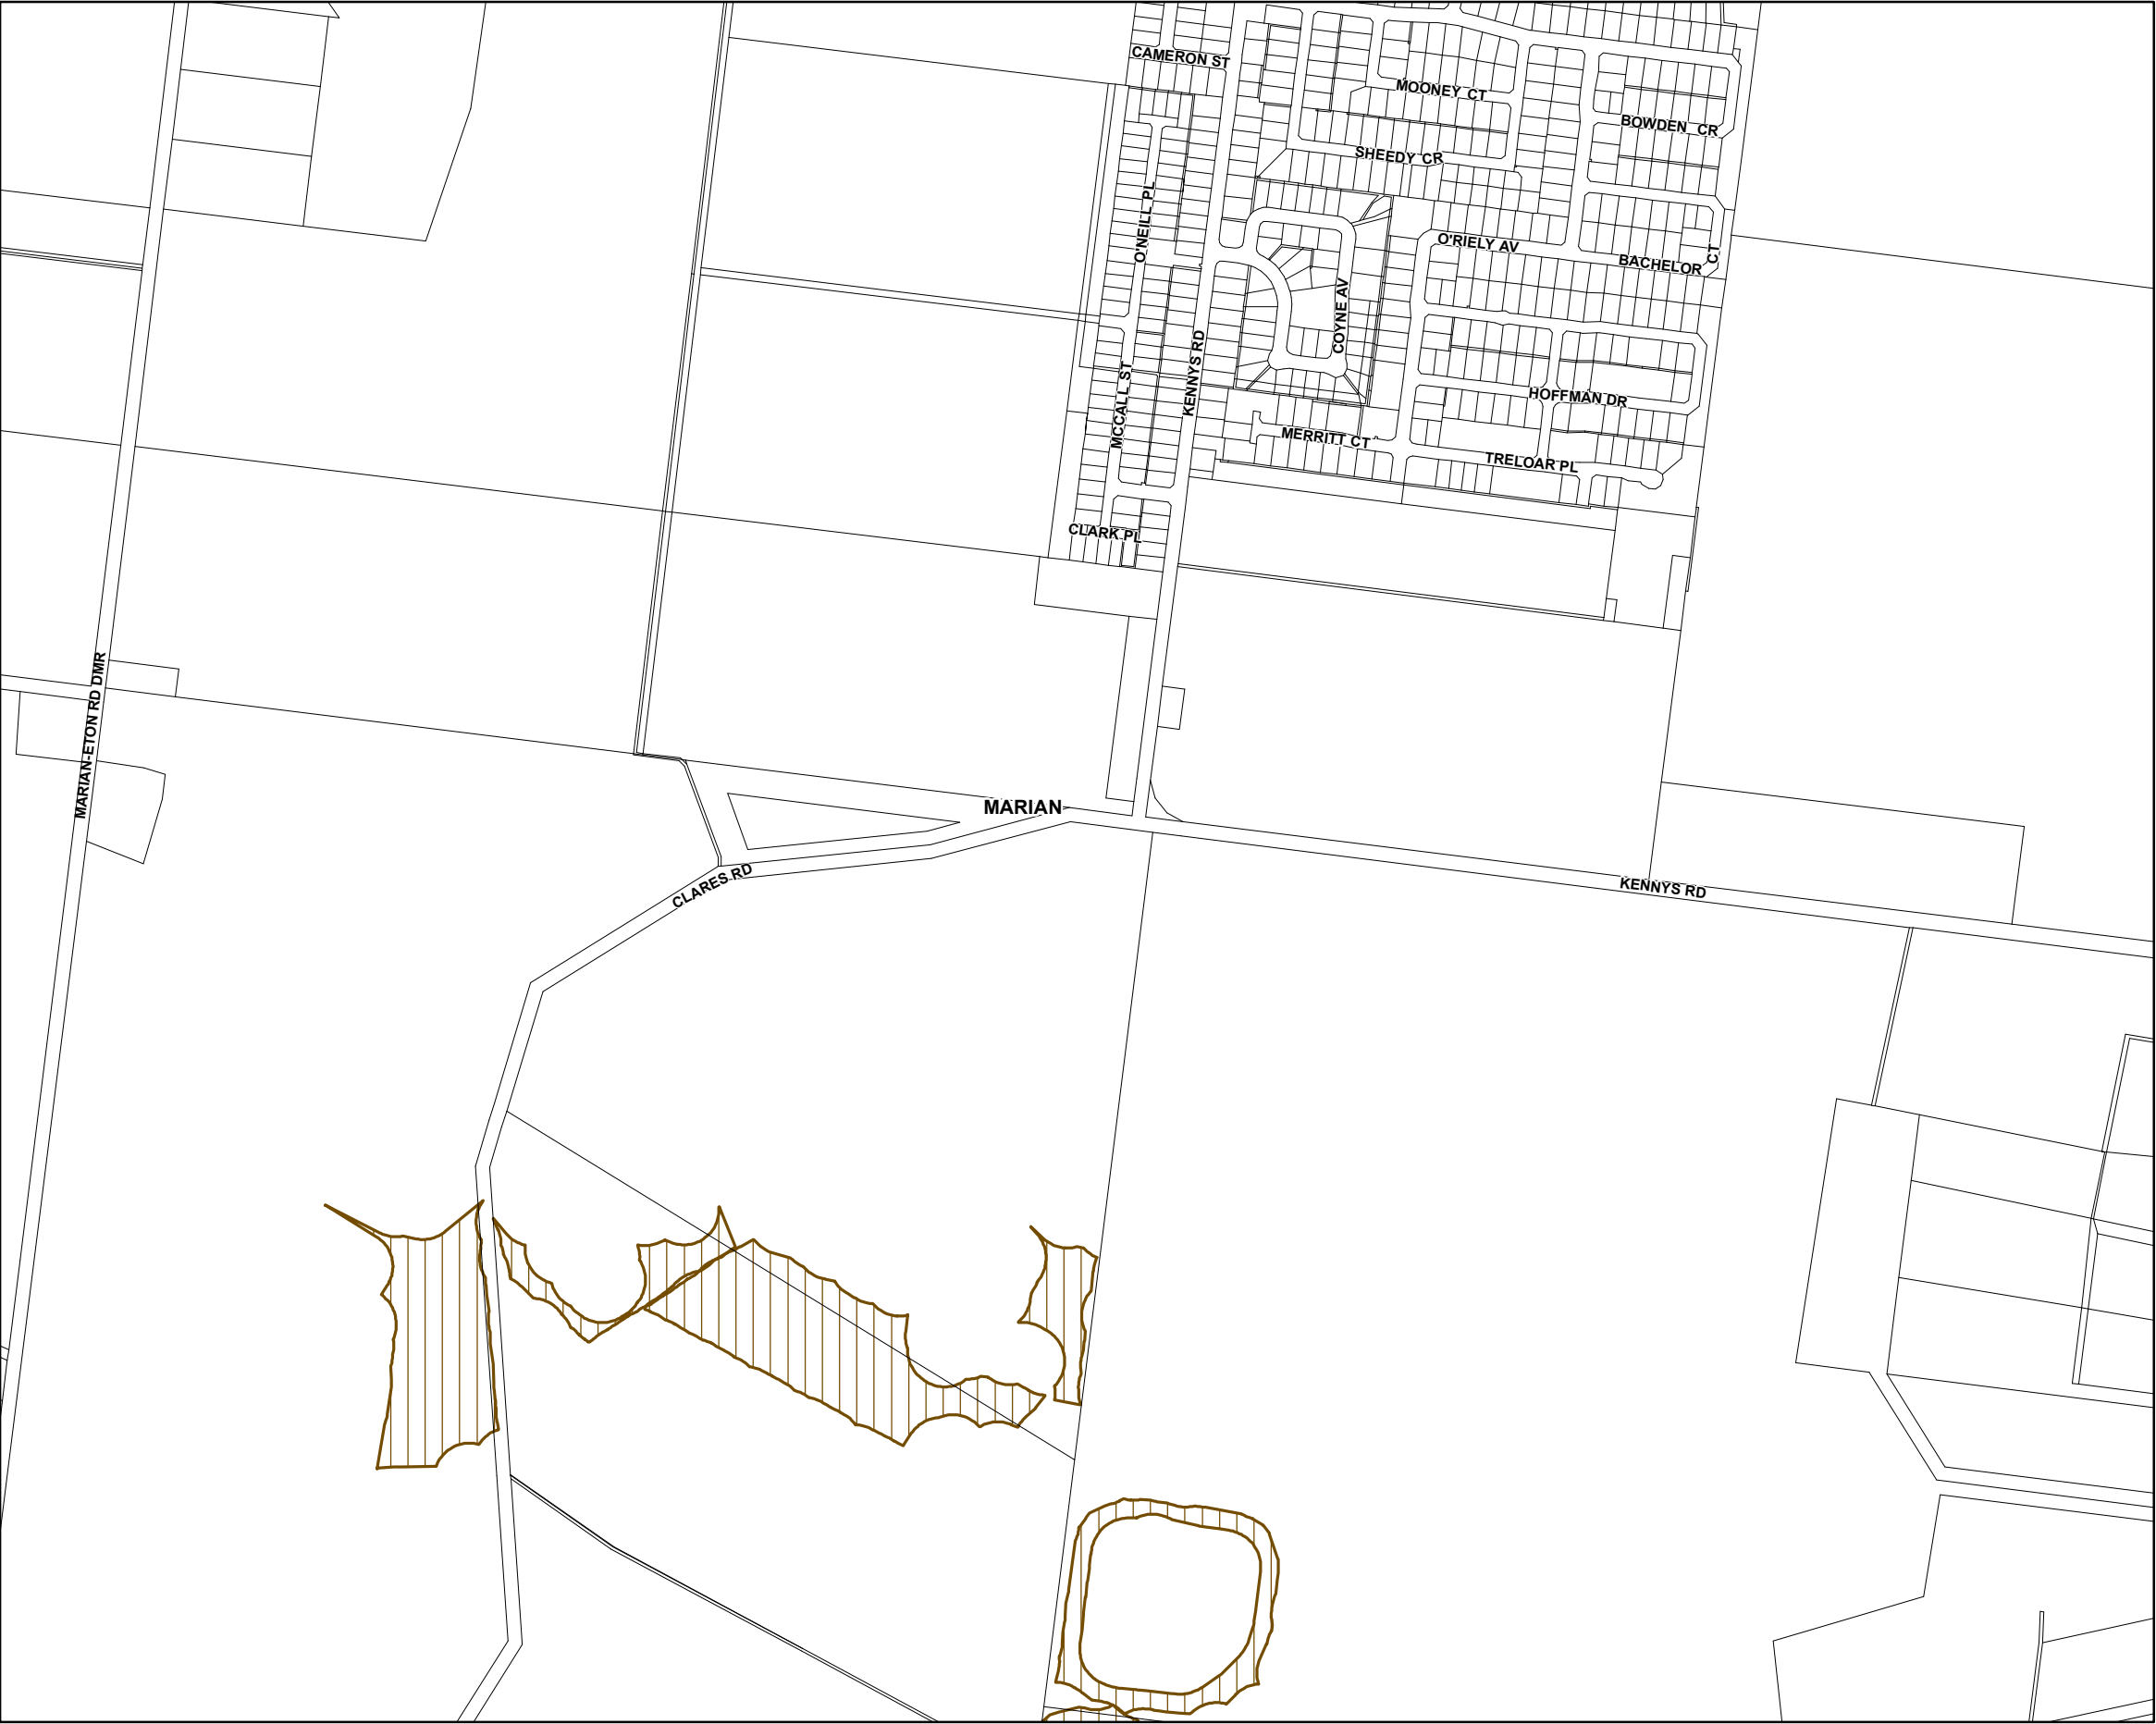 CAMERON ST
MOONEY CT
BOWDEN CR
SHEEDY CR
O'NEILL PL
O'RIELY AV
BACHELOR CT
COYNE AV
KENNYS RD
MCCALL ST
HOFFMAN DR
MERRITT CT
TRELOAR PL
CLARK PL
MARIAN-ETON RD DMR
MARIAN
CLARES RD
KENNYS RD